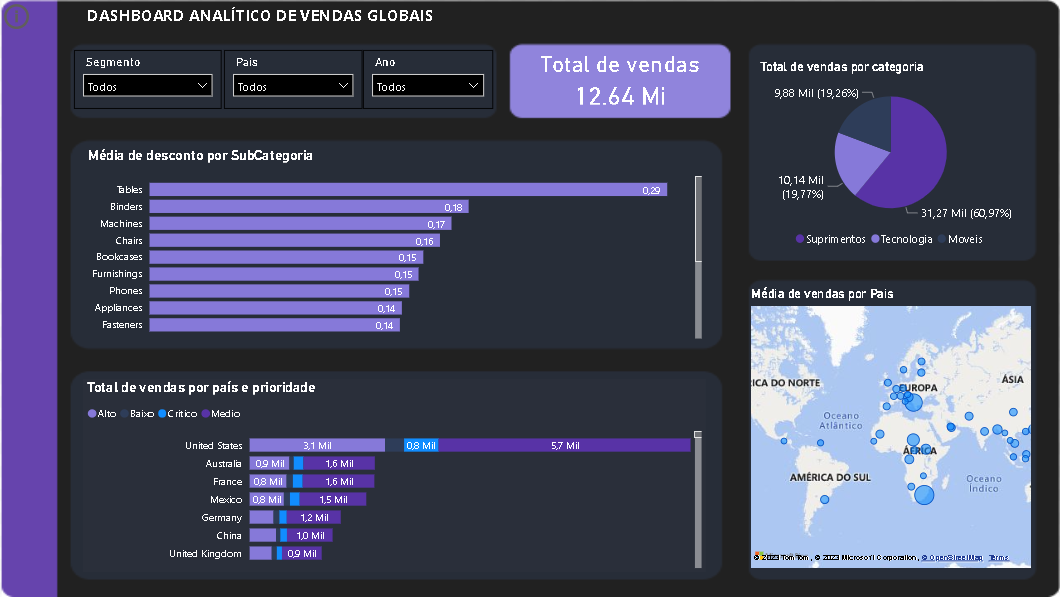 DASHBOARD ANALÍTICO DE VENDAS GLOBAIS
Segmento
Todos
Pais
Todos
Ano
Todos
Total de vendas
12.64 Mi
Total de vendas por categoria
9,88 Mil (19,26%)
10,14 Mil
(19,77%)
31,27 Mil (60,97%)
Suprimentos Tecnologia Moveis
Média de desconto por SubCategoria
Tables 0,29
Binders 0,18
Machines 0,17
Chairs 0,16
Bookcases 0,15
Furnishings 0,15
Phones 0,15
Appliances 0,14
Fasteners 0,14
Média de vendas por Pais
RICA DO NORTE
EUROPA
ÁSIA
Oceano
Atlântico
ÁFRICA
AMÉRICA DO SUL
Oceano
Índico
© 2023 TomTom, © 2023 Microsoft Corporation, © OpenStreetMap Terms
Total de vendas por país e prioridade
Alto Baixo Critico Medio
United States 3,1 Mil 0,8 Mil 5,7 Mil
Australia 0,9 Mil 1,6 Mil
France 0,8 Mil 1,6 Mil
Mexico 0,8 Mil 1,5 Mil
Germany 1,2 Mil
China 1,0 Mil
United Kingdom 0,9 Mil